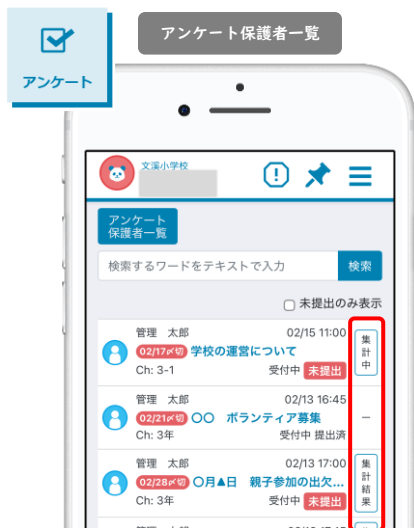 アンケート
アンケート保護者一覧
文溪小学校
アンケート
保護者一覧
検索するワードをテキストで入力
検索
未提出のみ表示
管理 太郎 02/15 11:00
02/17〆切 学校の運営について
Ch: 3-1 受付中 未提出
集計中
管理 太郎 02/13 16:45
02/21〆切 〇〇 ボランティア募集
Ch: 3年 受付中 提出済
–
管理 太郎 02/13 17:00
02/28〆切 〇月▲日 親子参加の出欠...
Ch: 3年 受付中 未提出
集計結果